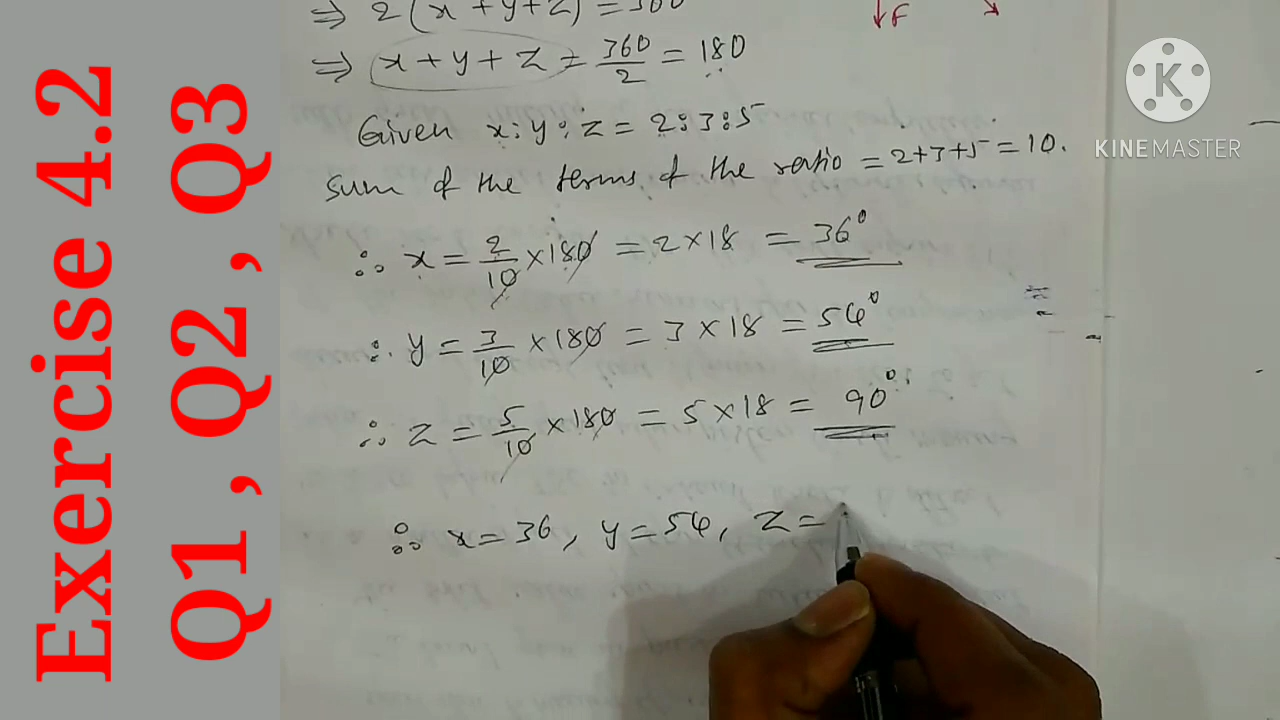 Exercise 4.2
Q1 , Q2 , Q3
⇒ 2(x+y+z) = 360
⇒ x+y+z = 360/2 = 180
Given x:y:z = 2:3:5
Sum of the terms of the ratio = 2+3+5 = 10.
∴ x = 2/10 × 180 = 2 × 18 = 36°
∴ y = 3/10 × 180 = 3 × 18 = 54°
∴ z = 5/10 × 180 = 5 × 18 = 90°
∴ x = 36, y = 54, z =
F
K
KINEMASTER